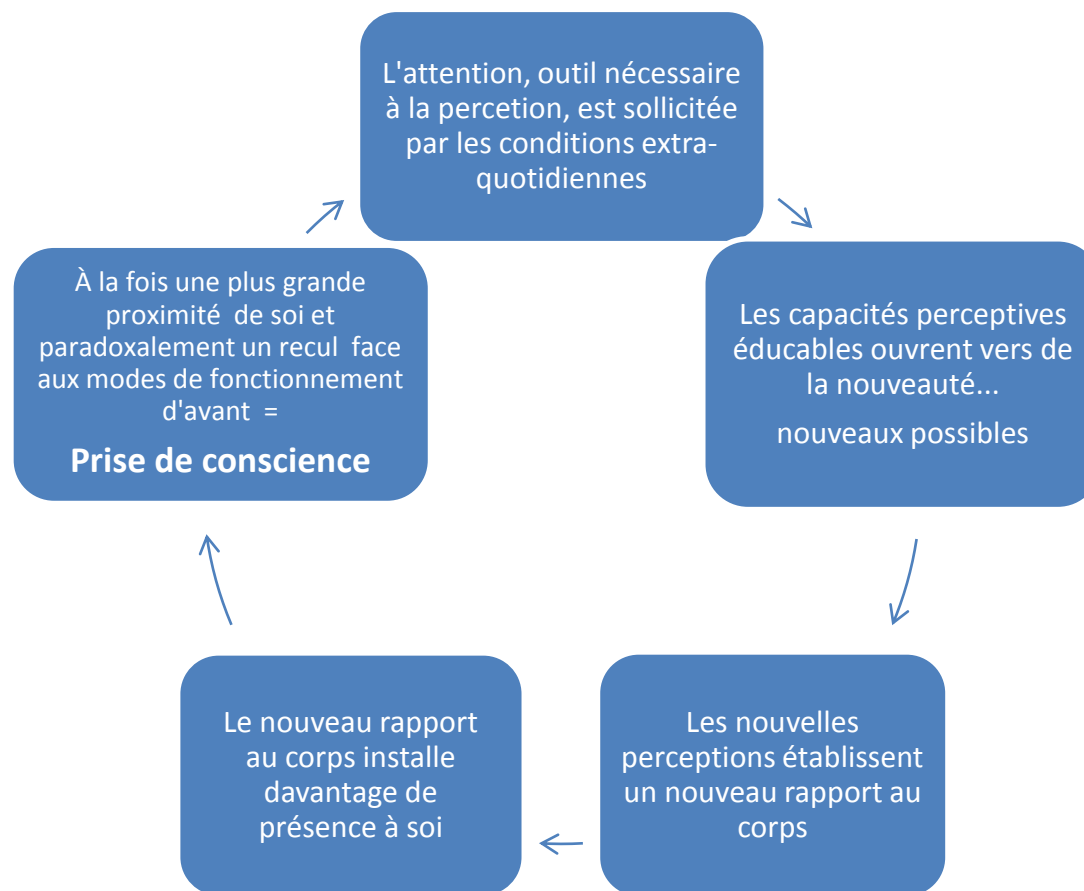 L'attention, outil nécessaire
à la percetion, est sollicitée
par les conditions extra-
quotidiennes
Les capacités perceptives
éducables ouvrent vers de
la nouveauté...
nouveaux possibles
Les nouvelles
perceptions établissent
un nouveau rapport au
corps
Le nouveau rapport
au corps installe
davantage de
présence à soi
À la fois une plus grande
proximité de soi et
paradoxalement un recul face
aux modes de fonctionnement
d'avant =
Prise de conscience